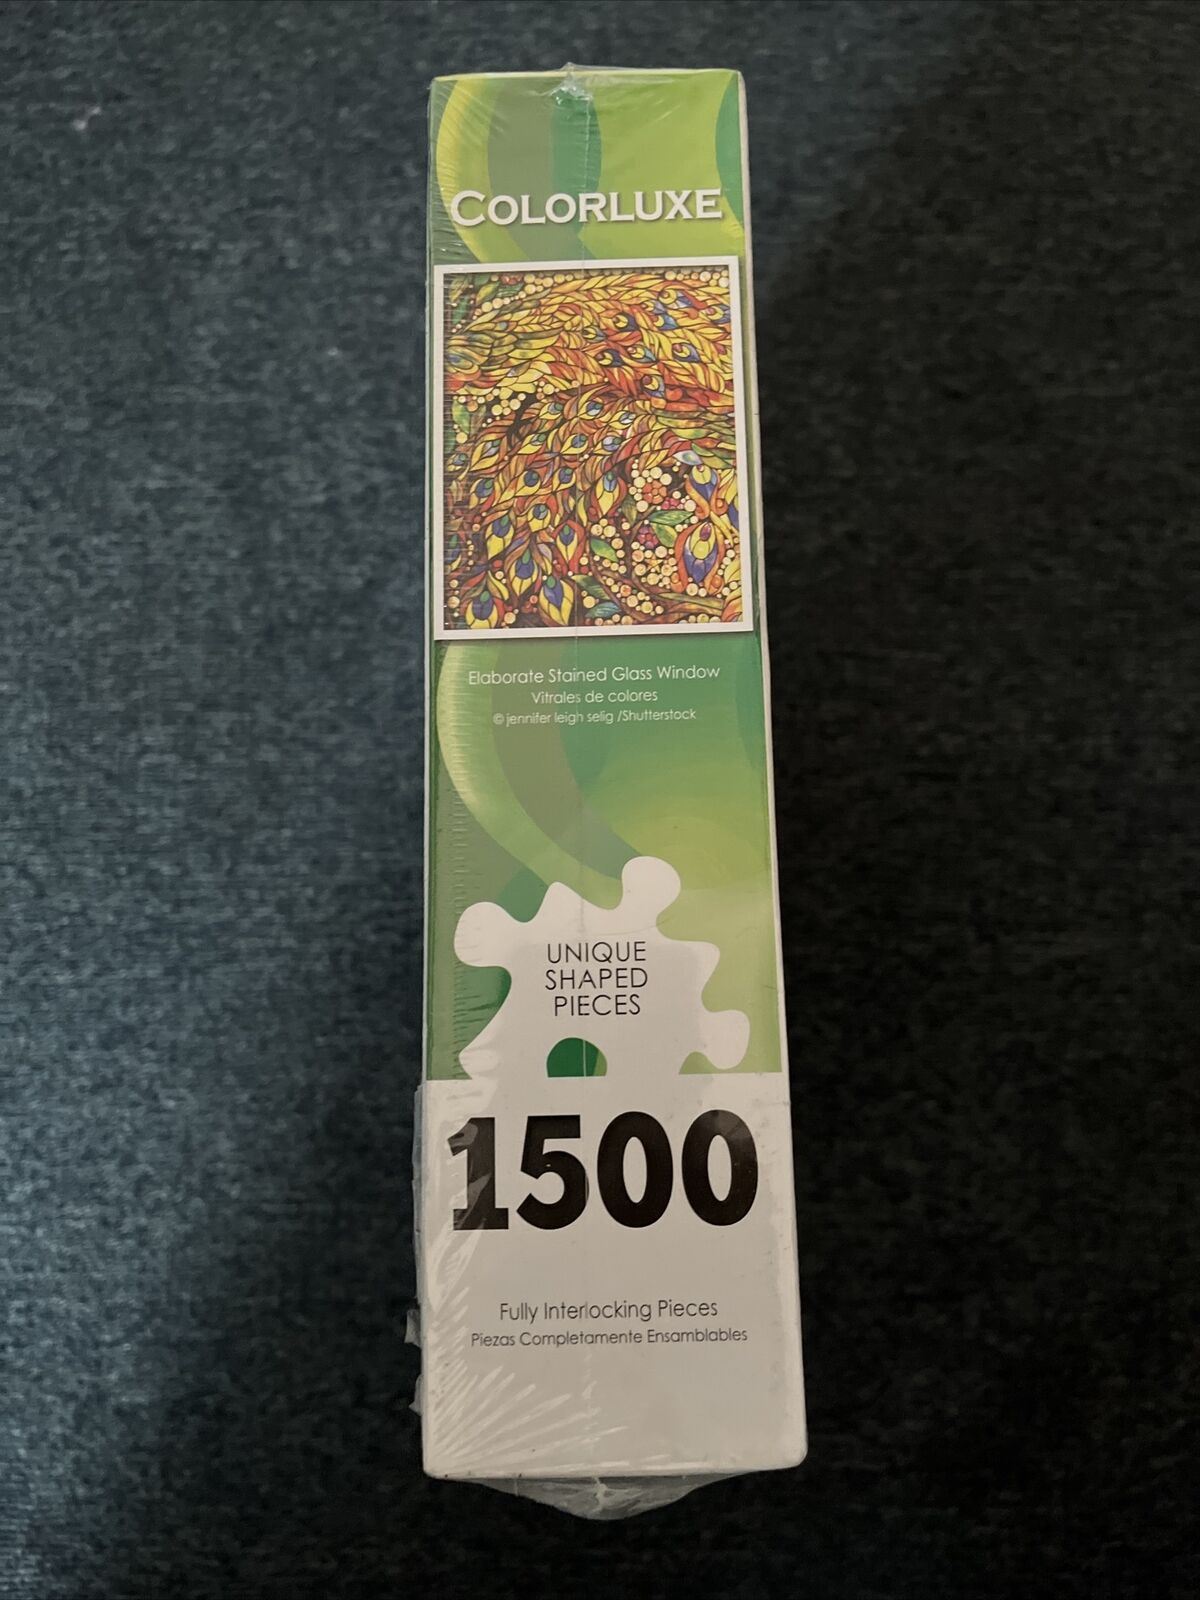 COLORLUXE
Elaborate Stained Glass Window
Vitrales de colores
© jennifer leigh selig /Shutterstock
UNIQUE
SHAPED
PIECES
1500
Fully Interlocking Pieces
Piezas Completamente Ensamblables